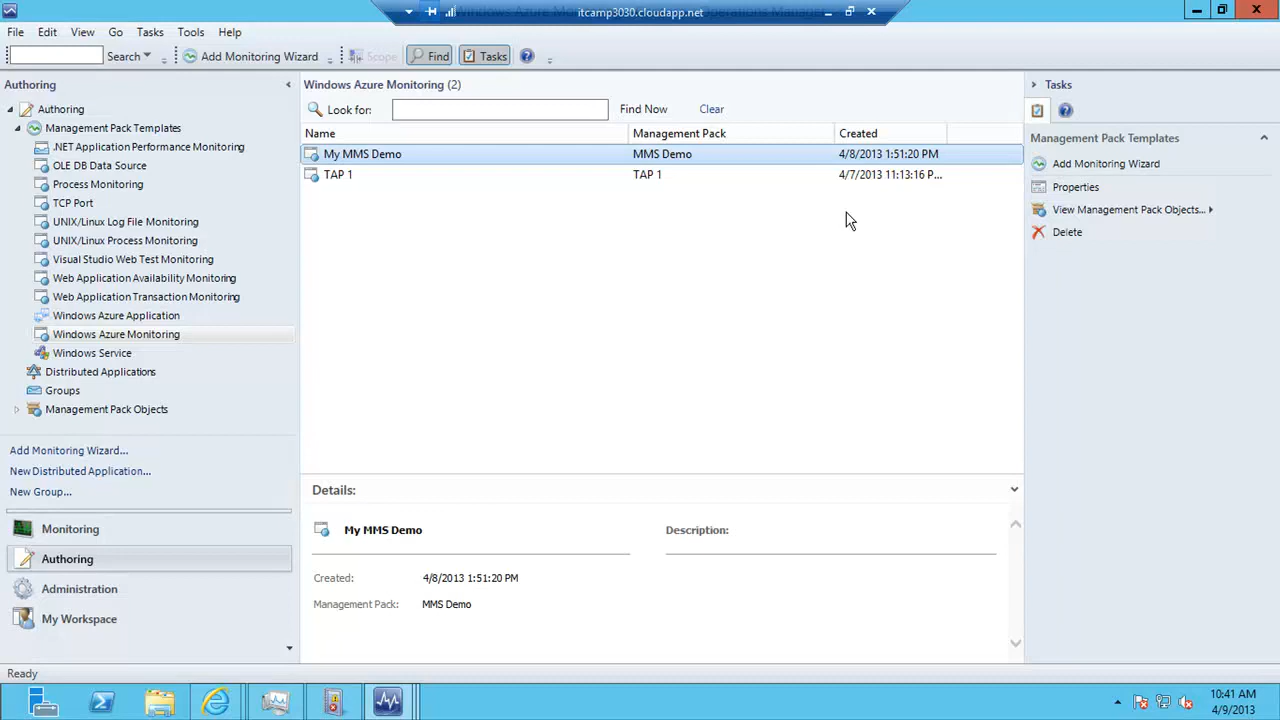 itcamp3030.cloudapp.net
File Edit View Go Tasks Tools Help
Search Add Monitoring Wizard Scope Find Tasks
Authoring
Authoring
Management Pack Templates
.NET Application Performance Monitoring
OLE DB Data Source
Process Monitoring
TCP Port
UNIX/Linux Log File Monitoring
UNIX/Linux Process Monitoring
Visual Studio Web Test Monitoring
Web Application Availability Monitoring
Web Application Transaction Monitoring
Windows Azure Application
Windows Azure Monitoring
Windows Service
Distributed Applications
Groups
Management Pack Objects
Add Monitoring Wizard...
New Distributed Application...
New Group...
Monitoring
Authoring
Administration
My Workspace
Windows Azure Monitoring (2)
Look for: Find Now Clear
Name Management Pack Created
My MMS Demo MMS Demo 4/8/2013 1:51:20 PM
TAP 1 TAP 1 4/7/2013 11:13:16 P...
Details:
My MMS Demo Description:
Created: 4/8/2013 1:51:20 PM
Management Pack: MMS Demo
Tasks
Management Pack Templates
Add Monitoring Wizard
Properties
View Management Pack Objects...
Delete
Ready
10:41 AM
4/9/2013